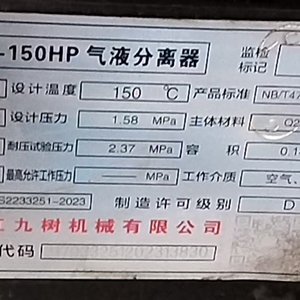 -150HP 气液分离器 监检标记
设计温度 150 ℃ 产品标准 NB/T47
设计压力 1.58 MPa 主体材料 Q2
耐压试验压力 2.37 MPa 容 积 0.1
最高允许工作压力 —— MPa 工作介质 空气、
S2233251-2023 制造许可级别 D
九树机械有限公司
代码